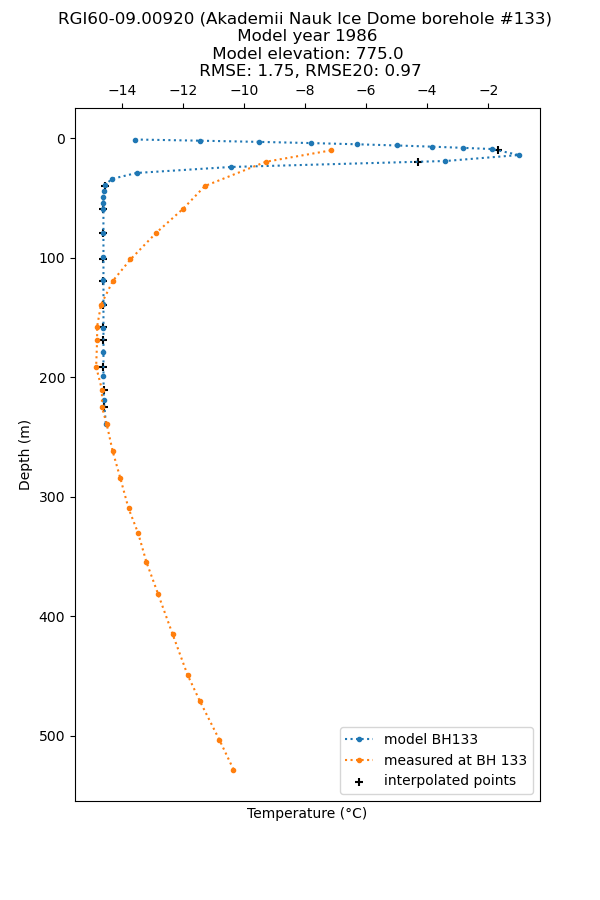 RGI60-09.00920 (Akademii Nauk Ice Dome borehole #133)
Model year 1986
Model elevation: 775.0
RMSE: 1.75, RMSE20: 0.97
−14 −12 −10 −8 −6 −4 −2
0
100
200
300
400
500
Depth (m)
model BH133
measured at BH 133
interpolated points
Temperature (°C)